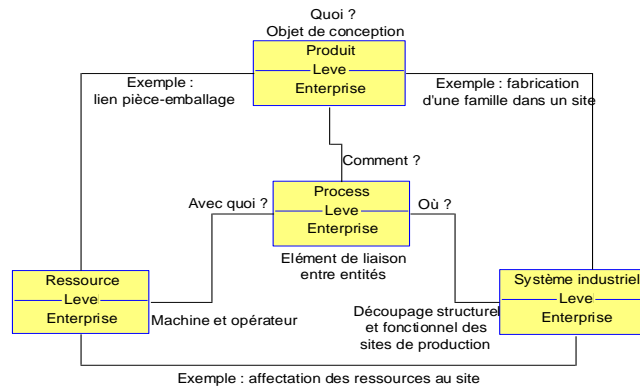 Quoi ?
Objet de conception
Produit
Leve
Enterprise
Exemple :
lien pièce-emballage
Exemple : fabrication
d'une famille dans un site
Comment ?
Avec quoi ?
Process
Leve
Enterprise
Où ?
Elément de liaison
entre entités
Ressource
Leve
Enterprise
Machine et opérateur
Découpage structurel
et fonctionnel des
sites de production
Système industriel
Leve
Enterprise
Exemple : affectation des ressources au site